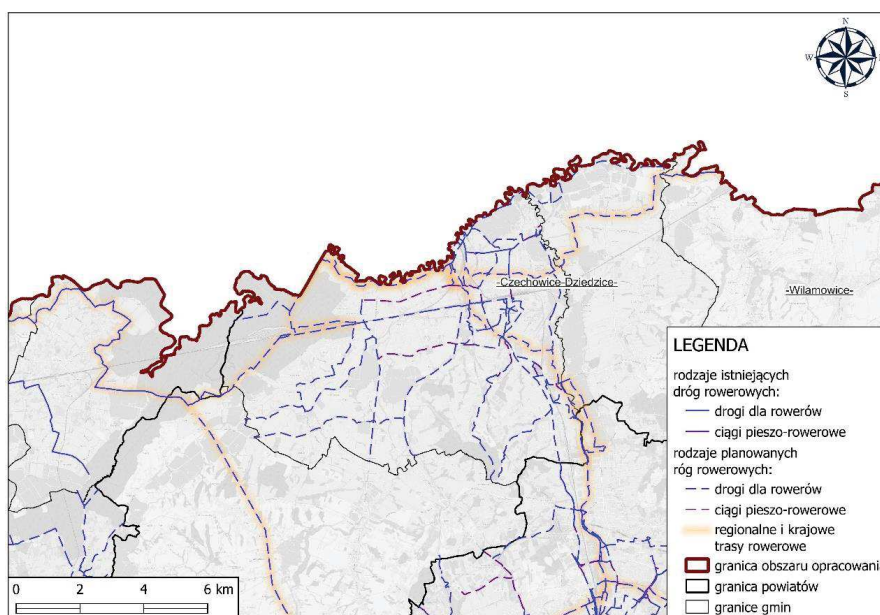 N
W
S
-Czechowice-Dziedzice-
-Wilamowice-
LEGENDA
rodzaje istniejących
dróg rowerowych:
drogi dla rowerów
ciągi pieszo-rowerowe
rodzaje planowanych
róg rowerowych:
drogi dla rowerów
ciągi pieszo-rowerowe
regionalne i krajowe
trasy rowerowe
granica obszaru opracowania
granica powiatów
granice gmin
0 2 4 6 km